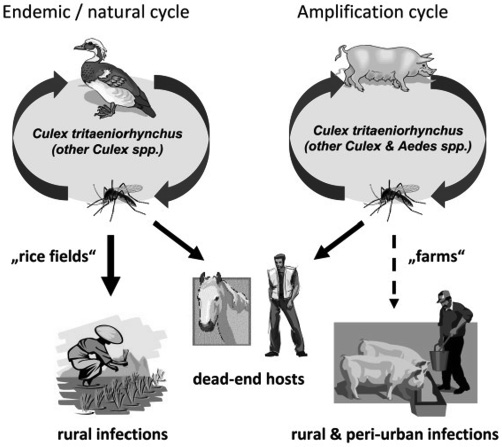 Endemic / natural cycle
Amplification cycle
Culex tritaeniorhynchus
(other Culex spp.)
Culex tritaeniorhynchus
(other Culex & Aedes spp.)
„rice fields“
„farms“
dead-end hosts
rural infections
rural & peri-urban infections